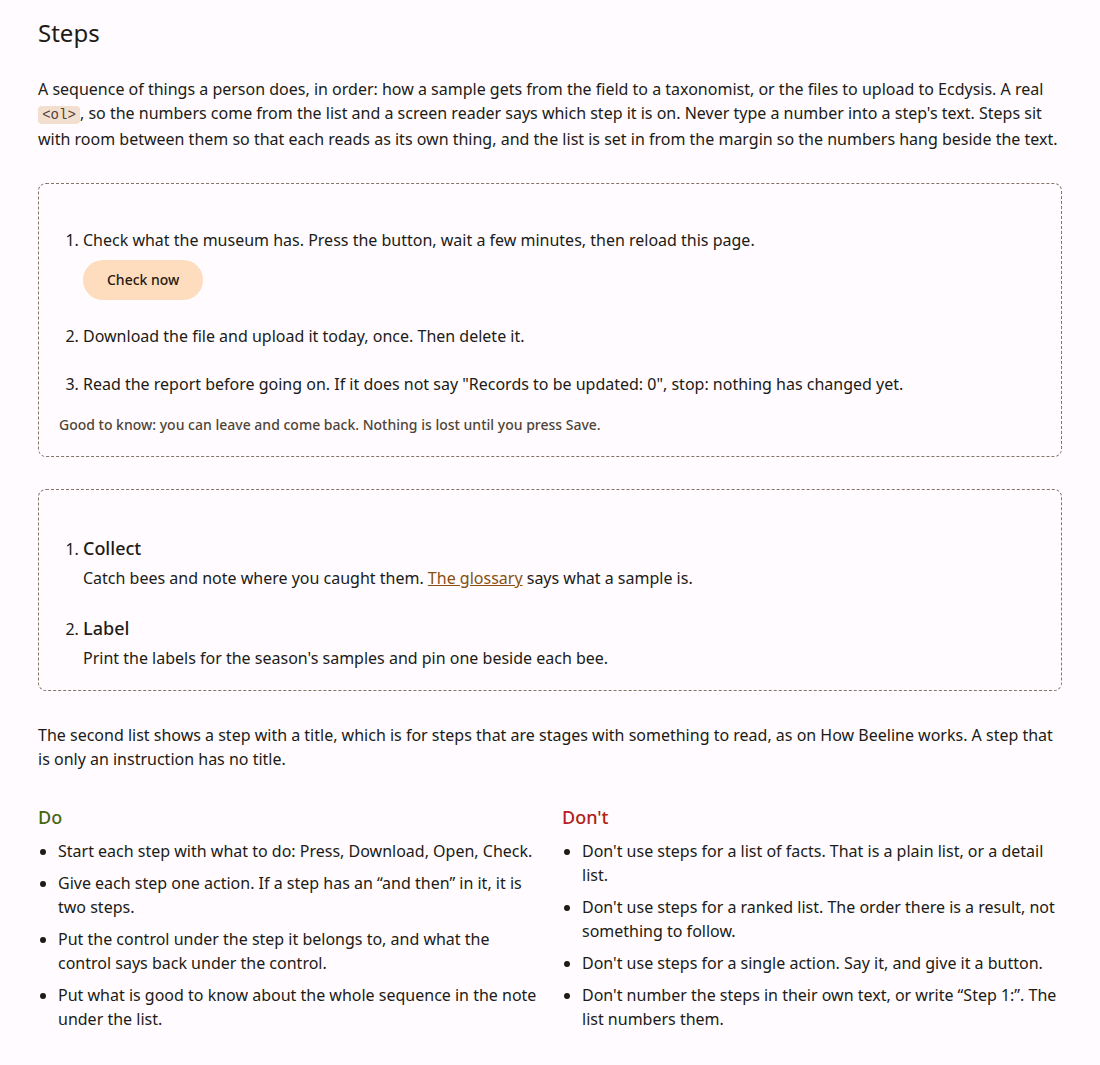 Steps
A sequence of things a person does, in order: how a sample gets from the field to a taxonomist, or the files to upload to Ecdysis. A real
<ol>, so the numbers come from the list and a screen reader says which step it is on. Never type a number into a step's text. Steps sit
with room between them so that each reads as its own thing, and the list is set in from the margin so the numbers hang beside the text.
1. Check what the museum has. Press the button, wait a few minutes, then reload this page.
Check now
2. Download the file and upload it today, once. Then delete it.
3. Read the report before going on. If it does not say "Records to be updated: 0", stop: nothing has changed yet.
Good to know: you can leave and come back. Nothing is lost until you press Save.
1. Collect
Catch bees and note where you caught them. The glossary says what a sample is.
2. Label
Print the labels for the season's samples and pin one beside each bee.
The second list shows a step with a title, which is for steps that are stages with something to read, as on How Beeline works. A step that
is only an instruction has no title.
Do
• Start each step with what to do: Press, Download, Open, Check.
• Give each step one action. If a step has an “and then” in it, it is
two steps.
• Put the control under the step it belongs to, and what the
control says back under the control.
• Put what is good to know about the whole sequence in the note
under the list.
Don't
• Don't use steps for a list of facts. That is a plain list, or a detail
list.
• Don't use steps for a ranked list. The order there is a result, not
something to follow.
• Don't use steps for a single action. Say it, and give it a button.
• Don't number the steps in their own text, or write “Step 1:”. The
list numbers them.